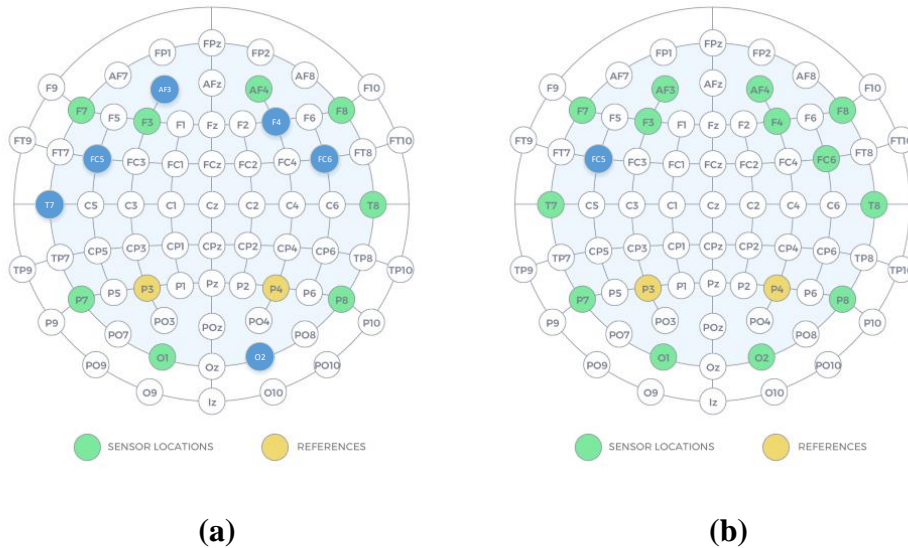 FPz FPz
FP1 FP2 FP1 FP2
AF7 AFz AF8 AF7 AFz AF8
F9 AF3 AF4 F10 F9 AF3 AF4 F10
F7 F8 F7 F8
F5 F3 F1 Fz F2 F4 F6 F5 F3 F1 Fz F2 F4 F6
FT9 FT7 FC5 FC3 FC1 FCz FC2 FC4 FC6 FT8 FT10 FT9 FT7 FC5 FC3 FC1 FCz FC2 FC4 FC6 FT8 FT10
T7 C5 C3 C1 Cz C2 C4 C6 T8 T7 C5 C3 C1 Cz C2 C4 C6 T8
TP9 TP7 CP5 CP3 CP1 CPz CP2 CP4 CP6 TP8 TP10 TP9 TP7 CP5 CP3 CP1 CPz CP2 CP4 CP6 TP8 TP10
P7 P5 P3 P1 Pz P2 P4 P6 P8 P7 P5 P3 P1 Pz P2 P4 P6 P8
P9 PO7 PO3 POz PO4 PO8 P10 P9 PO7 PO3 POz PO4 PO8 P10
PO9 O1 Oz O2 PO10 PO9 O1 Oz O2 PO10
O9 Iz O10 O9 Iz O10
SENSOR LOCATIONS REFERENCES SENSOR LOCATIONS REFERENCES
(a) (b)